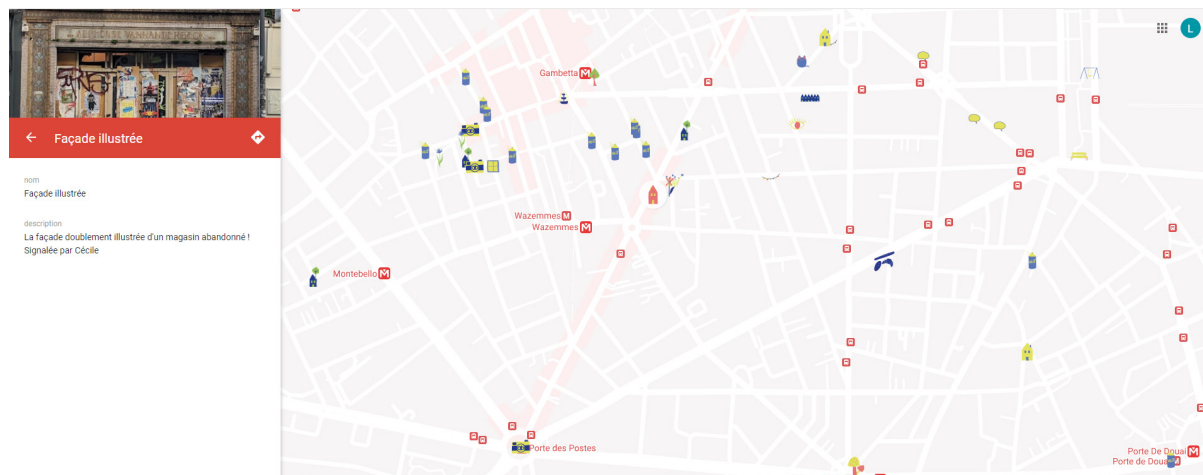 Façade illustrée
nom
Façade illustrée
description
La façade doublement illustrée d'un magasin abandonné !
Signalée par Cécile
L
Gambetta M
Wazemmes M
Wazemmes M
Montebello M
Porte des Postes
Porte De Douai M
Porte de Doua